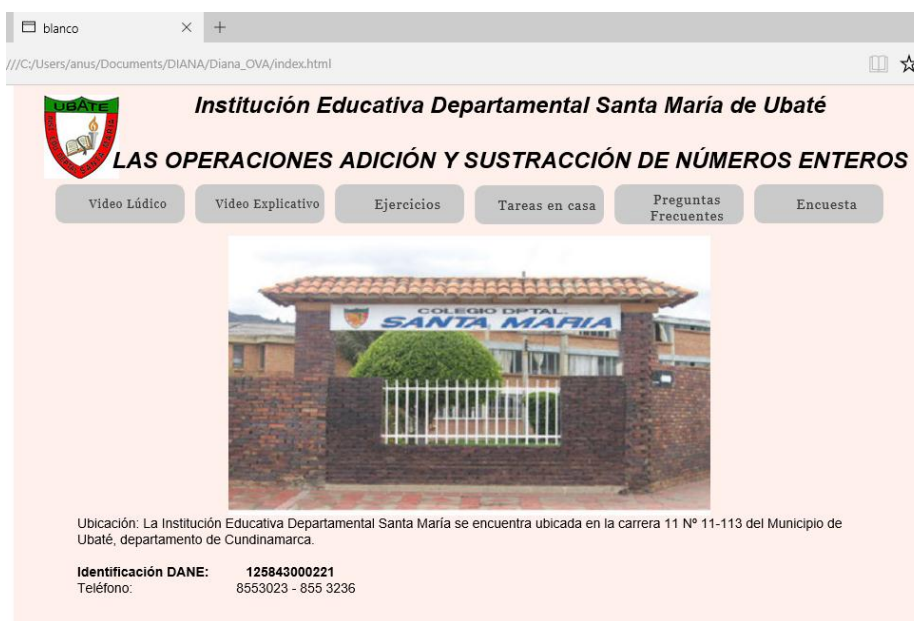 blanco
///C:/Users/anus/Documents/DIANA/Diana_OVA/index.html
UBATE
Institución Educativa Departamental Santa María de Ubaté
LAS OPERACIONES ADICIÓN Y SUSTRACCIÓN DE NÚMEROS ENTEROS
Video Lúdico
Video Explicativo
Ejercicios
Tareas en casa
Preguntas
Frecuentes
Encuesta
COLEGIO DPTAL.
SANTA MARIA
Ubicación: La Institución Educativa Departamental Santa María se encuentra ubicada en la carrera 11 Nº 11-113 del Municipio de
Ubaté, departamento de Cundinamarca.
Identificación DANE: 125843000221
Teléfono: 8553023 - 855 3236